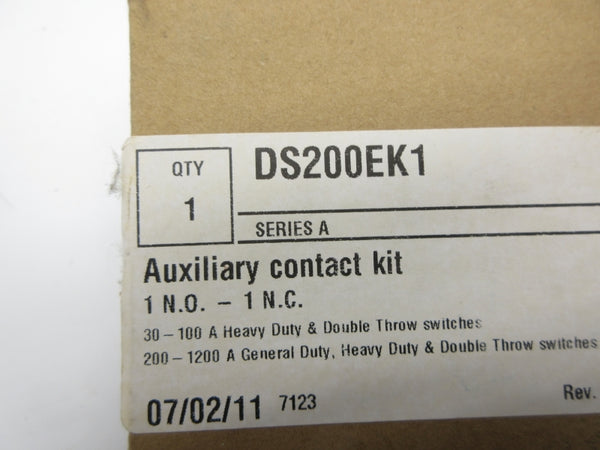 QTY
1
DS200EK1
SERIES A
Auxiliary contact kit
1 N.O. – 1 N.C.
30 – 100 A Heavy Duty & Double Throw switches
200 – 1200 A General Duty, Heavy Duty & Double Throw switches
07/02/11 7123
Rev.